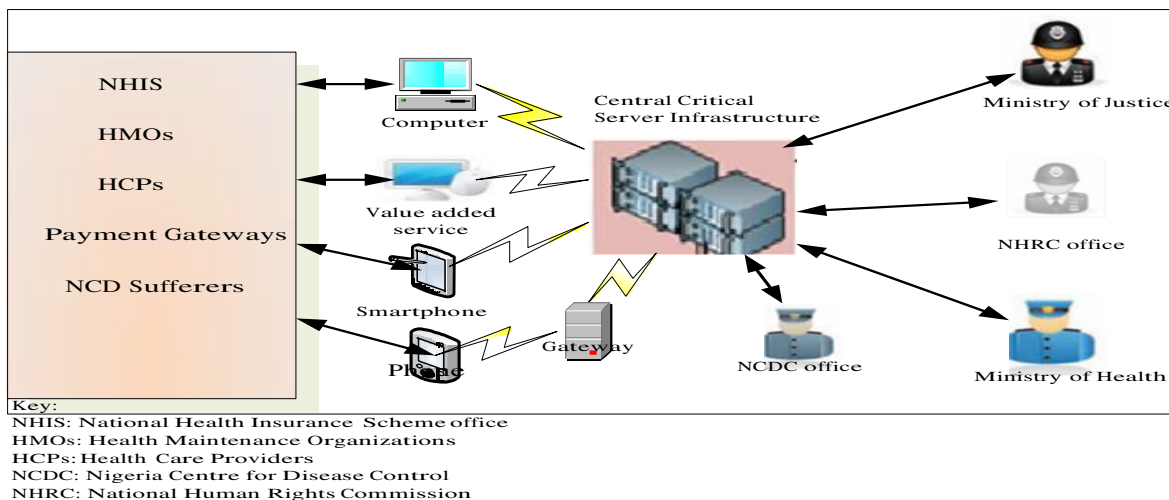 NHIS
HMOs
HCPs
Payment Gateways
NCD Sufferers
Computer
Value added
service
Smartphone
Phone
Gateway
Central Critical
Server Infrastructure
Ministry of Justice
NHRC office
NCDC office
Ministry of Health
Key:
NHIS: National Health Insurance Scheme office
HMOs: Health Maintenance Organizations
HCPs: Health Care Providers
NCDC: Nigeria Centre for Disease Control
NHRC: National Human Rights Commission